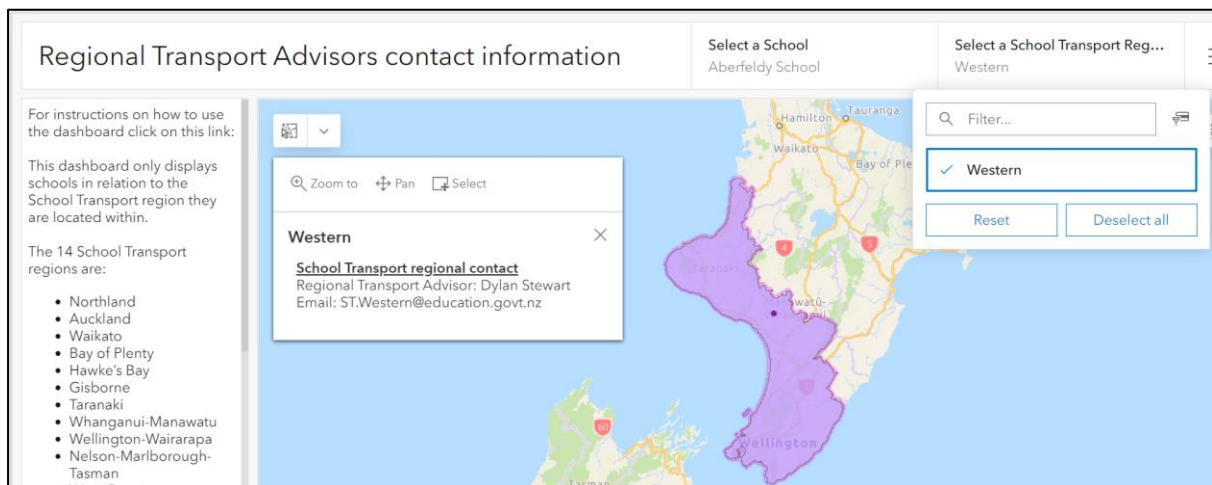 Regional Transport Advisors contact information
Select a School
Aberfeldy School
Select a School Transport Reg...
Western
For instructions on how to use
the dashboard click on this link:
This dashboard only displays
schools in relation to the
School Transport region they
are located within.
The 14 School Transport
regions are:
• Northland
• Auckland
• Waikato
• Bay of Plenty
• Hawke's Bay
• Gisborne
• Taranaki
• Whanganui-Manawatu
• Wellington-Wairarapa
• Nelson-Marlborough-
Tasman
Zoom to
Pan
Select
Western
School Transport regional contact
Regional Transport Advisor: Dylan Stewart
Email: ST.Western@education.govt.nz
Filter...
Western
Reset
Deselect all
Hamilton
Tauranga
Waikato
Bay of Ple
4
5
Taranaki
1
Wellington
60
Tasman